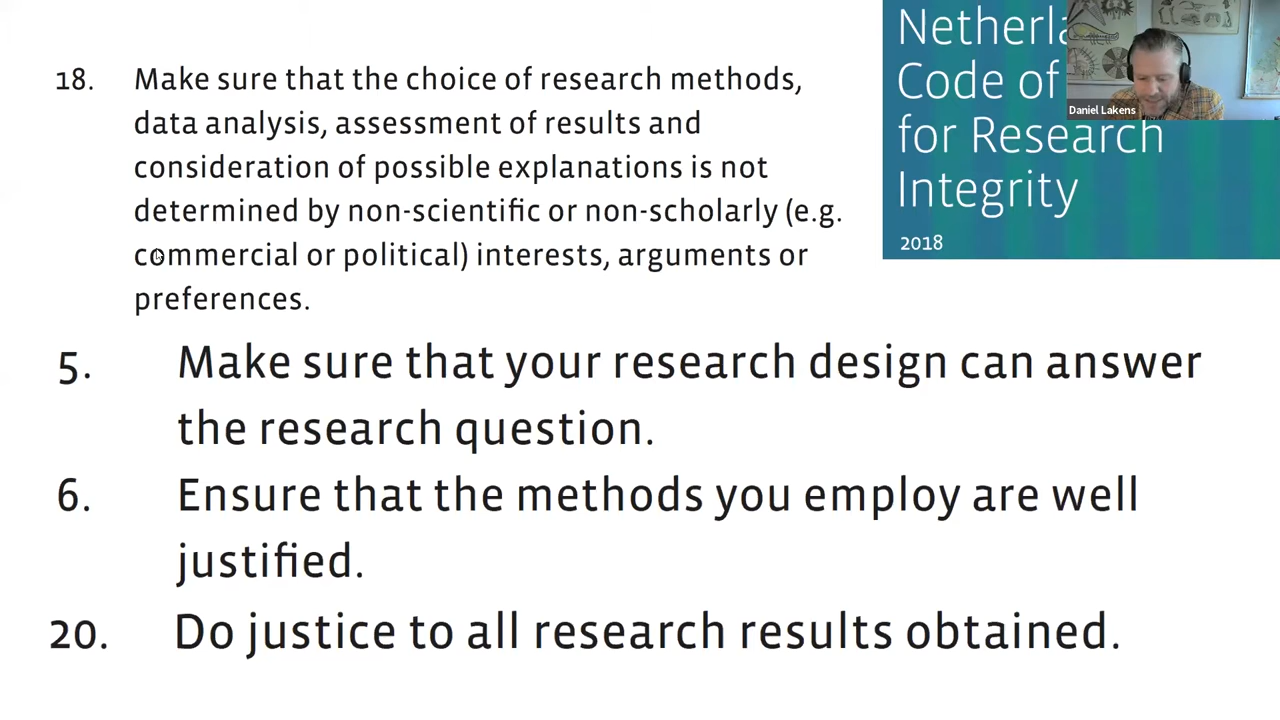 18. Make sure that the choice of research methods,
data analysis, assessment of results and
consideration of possible explanations is not
determined by non-scientific or non-scholarly (e.g.
commercial or political) interests, arguments or
preferences.
5. Make sure that your research design can answer
the research question.
6. Ensure that the methods you employ are well
justified.
20. Do justice to all research results obtained.
Netherla
Code of
for Research
Integrity
2018
Daniel Lakens